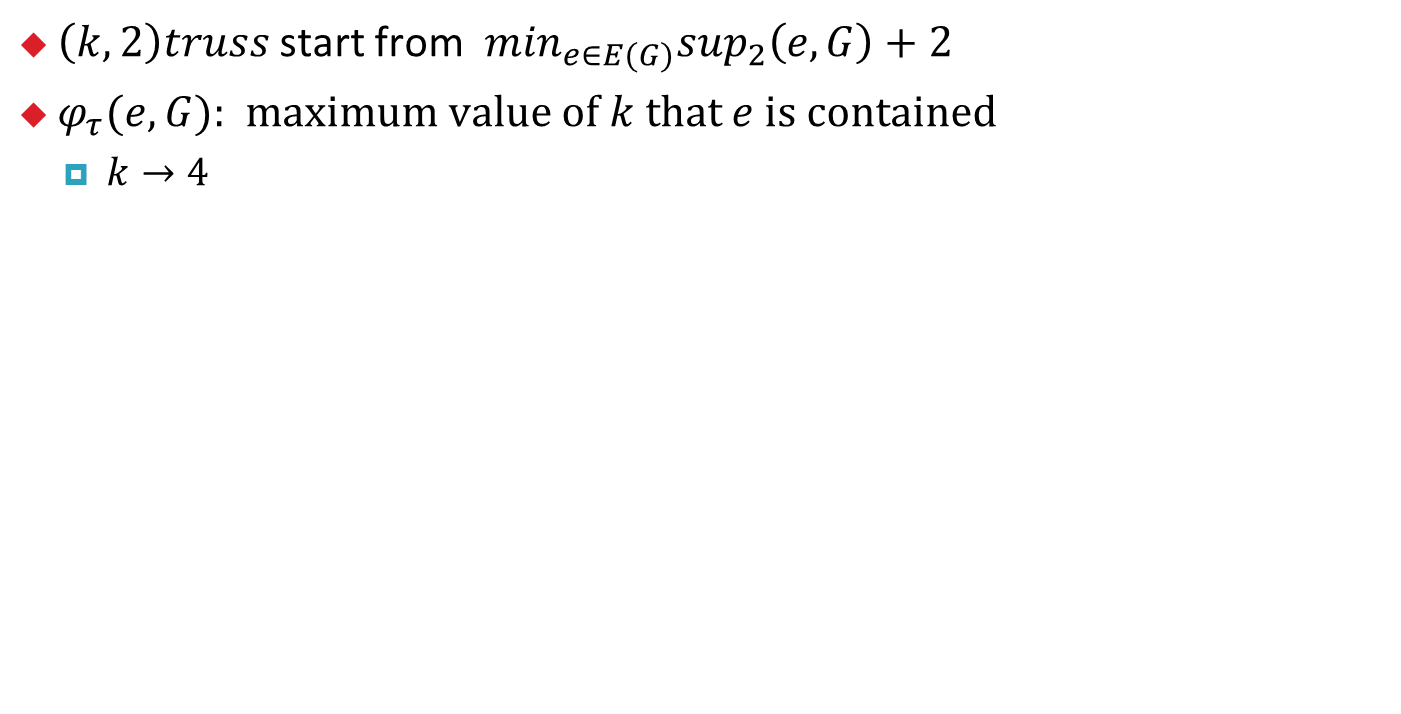 (k, 2)truss start from min_{e∈E(G)} sup_2(e, G) + 2
φ_τ(e, G): maximum value of k that e is contained
k → 4